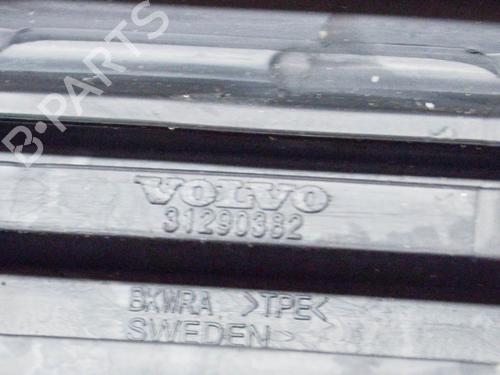 B-PARTS
VOLVO
31290382
BKWRA >TPE<
SWEDEN